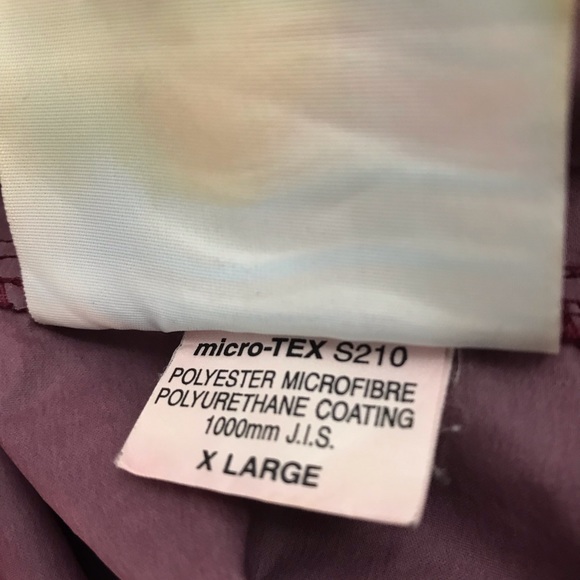 micro-TEX S210
POLYESTER MICROFIBRE
POLYURETHANE COATING
1000mm J.I.S.
X LARGE